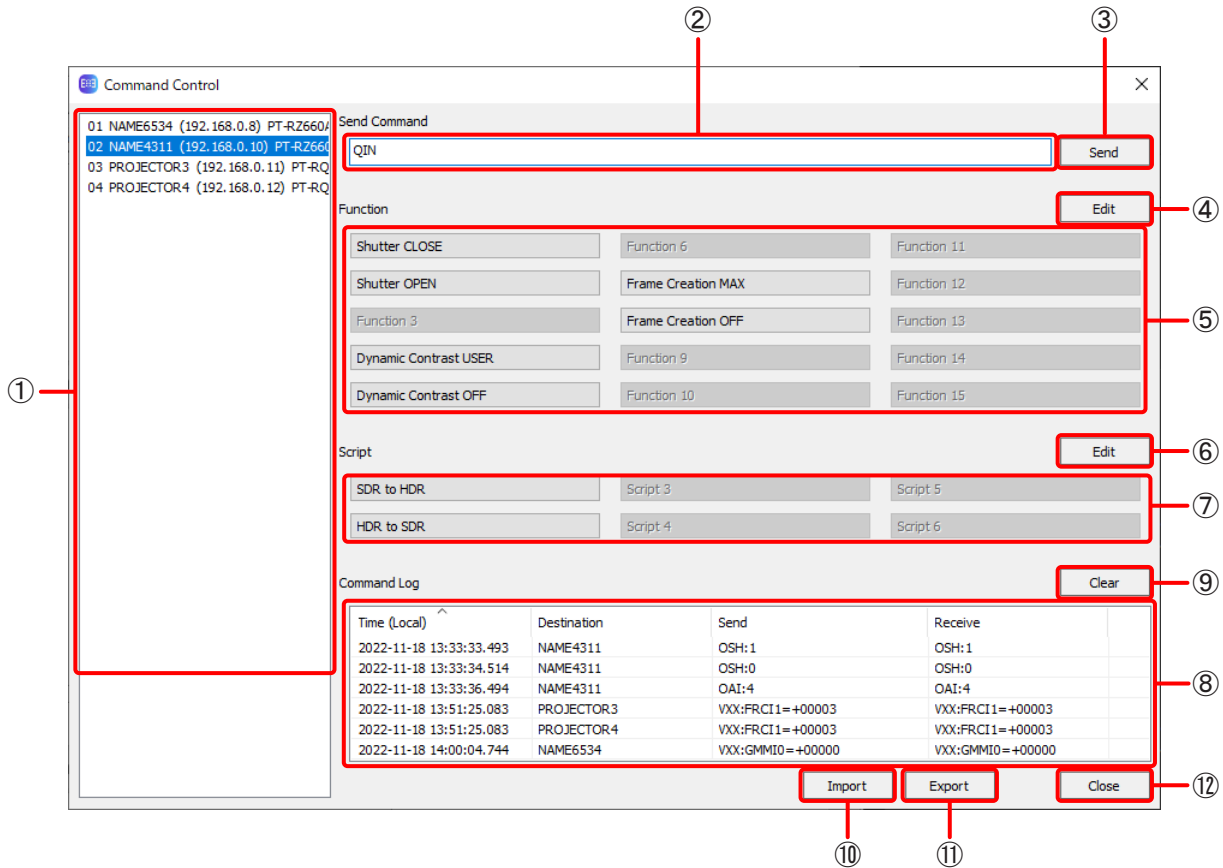 ② ③
Command Control
01 NAME6534 (192.168.0.8) PT-RZ660
02 NAME4311 (192.168.0.10) PT-RZ660
03 PROJECTOR3 (192.168.0.11) PT-RQ
04 PROJECTOR4 (192.168.0.12) PT-RQ
①
Send Command
QIN
Send
Function
Edit
④
Shutter CLOSE Function 6 Function 11
Shutter OPEN Frame Creation MAX Function 12
Function 3 Frame Creation OFF Function 13
Dynamic Contrast USER Function 9 Function 14
Dynamic Contrast OFF Function 10 Function 15
⑤
Script
Edit
⑥
SDR to HDR Script 3 Script 5
HDR to SDR Script 4 Script 6
⑦
Command Log
Clear
⑨
Time (Local) Destination Send Receive
2022-11-18 13:33:33.493 NAME4311 OSH:1 OSH:1
2022-11-18 13:33:34.514 NAME4311 OSH:0 OSH:0
2022-11-18 13:33:36.494 NAME4311 OAI:4 OAI:4
2022-11-18 13:51:25.083 PROJECTOR3 VXX:FRCI1=+00003 VXX:FRCI1=+00003
2022-11-18 13:51:25.083 PROJECTOR4 VXX:FRCI1=+00003 VXX:FRCI1=+00003
2022-11-18 14:00:04.744 NAME6534 VXX:GMMI0=+00000 VXX:GMMI0=+00000
⑧
Import Export Close
⑫
⑩ ⑪